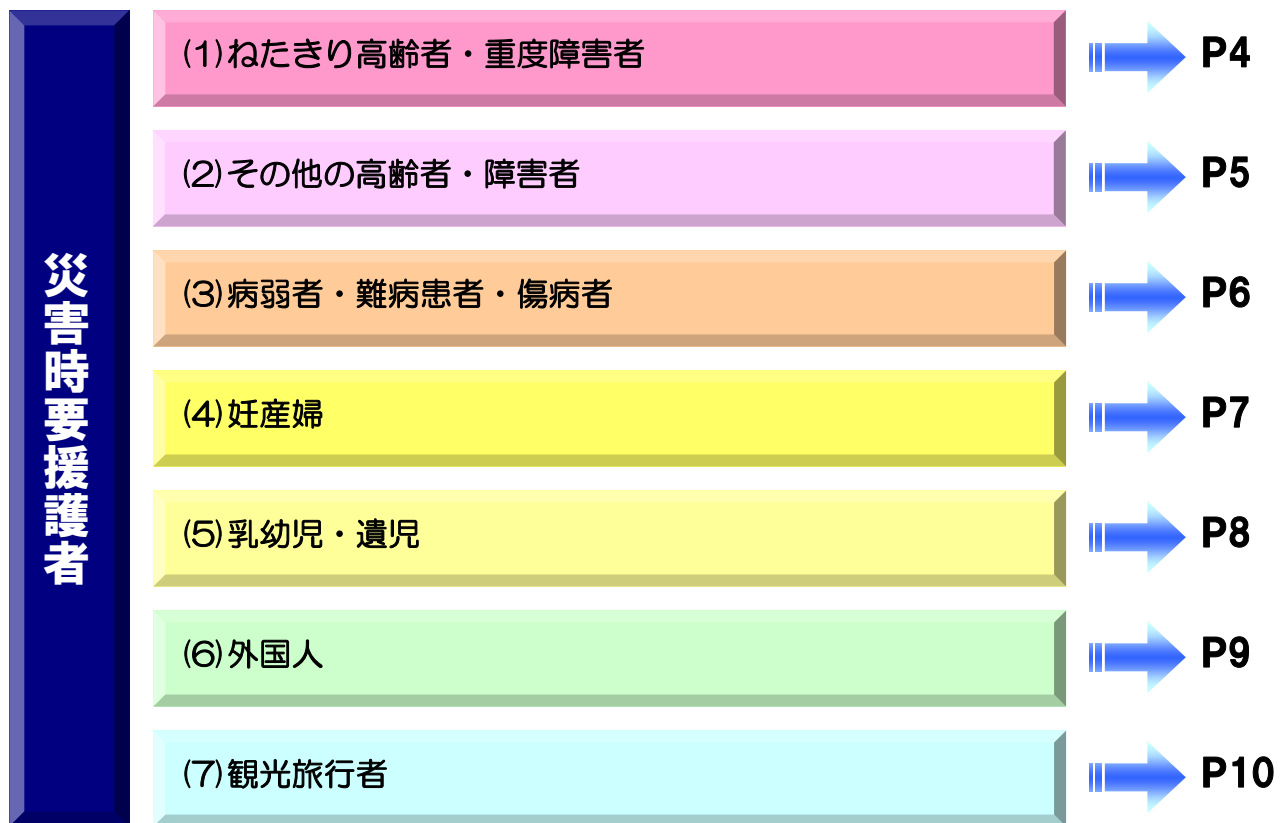 災害時要援護者
(1)ねたきり高齢者・重度障害者
P4
(2)その他の高齢者・障害者
P5
(3)病弱者・難病患者・傷病者
P6
(4)妊産婦
P7
(5)乳幼児・遺児
P8
(6)外国人
P9
(7)観光旅行者
P10